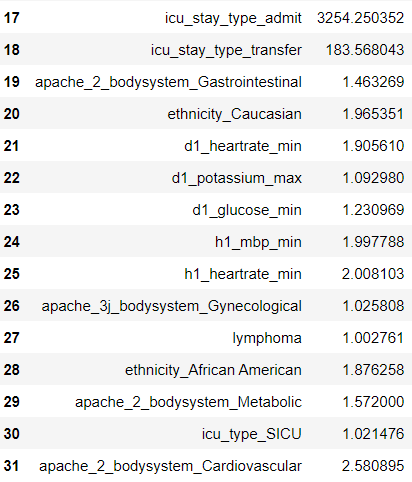 17 icu_stay_type_admit 3254.250352
18 icu_stay_type_transfer 183.568043
19 apache_2_bodysystem_Gastrointestinal 1.463269
20 ethnicity_Caucasian 1.965351
21 d1_heartrate_min 1.905610
22 d1_potassium_max 1.092980
23 d1_glucose_min 1.230969
24 h1_mbp_min 1.997788
25 h1_heartrate_min 2.008103
26 apache_3j_bodysystem_Gynecological 1.025808
27 lymphoma 1.002761
28 ethnicity_African American 1.876258
29 apache_2_bodysystem_Metabolic 1.572000
30 icu_type_SICU 1.021476
31 apache_2_bodysystem_Cardiovascular 2.580895